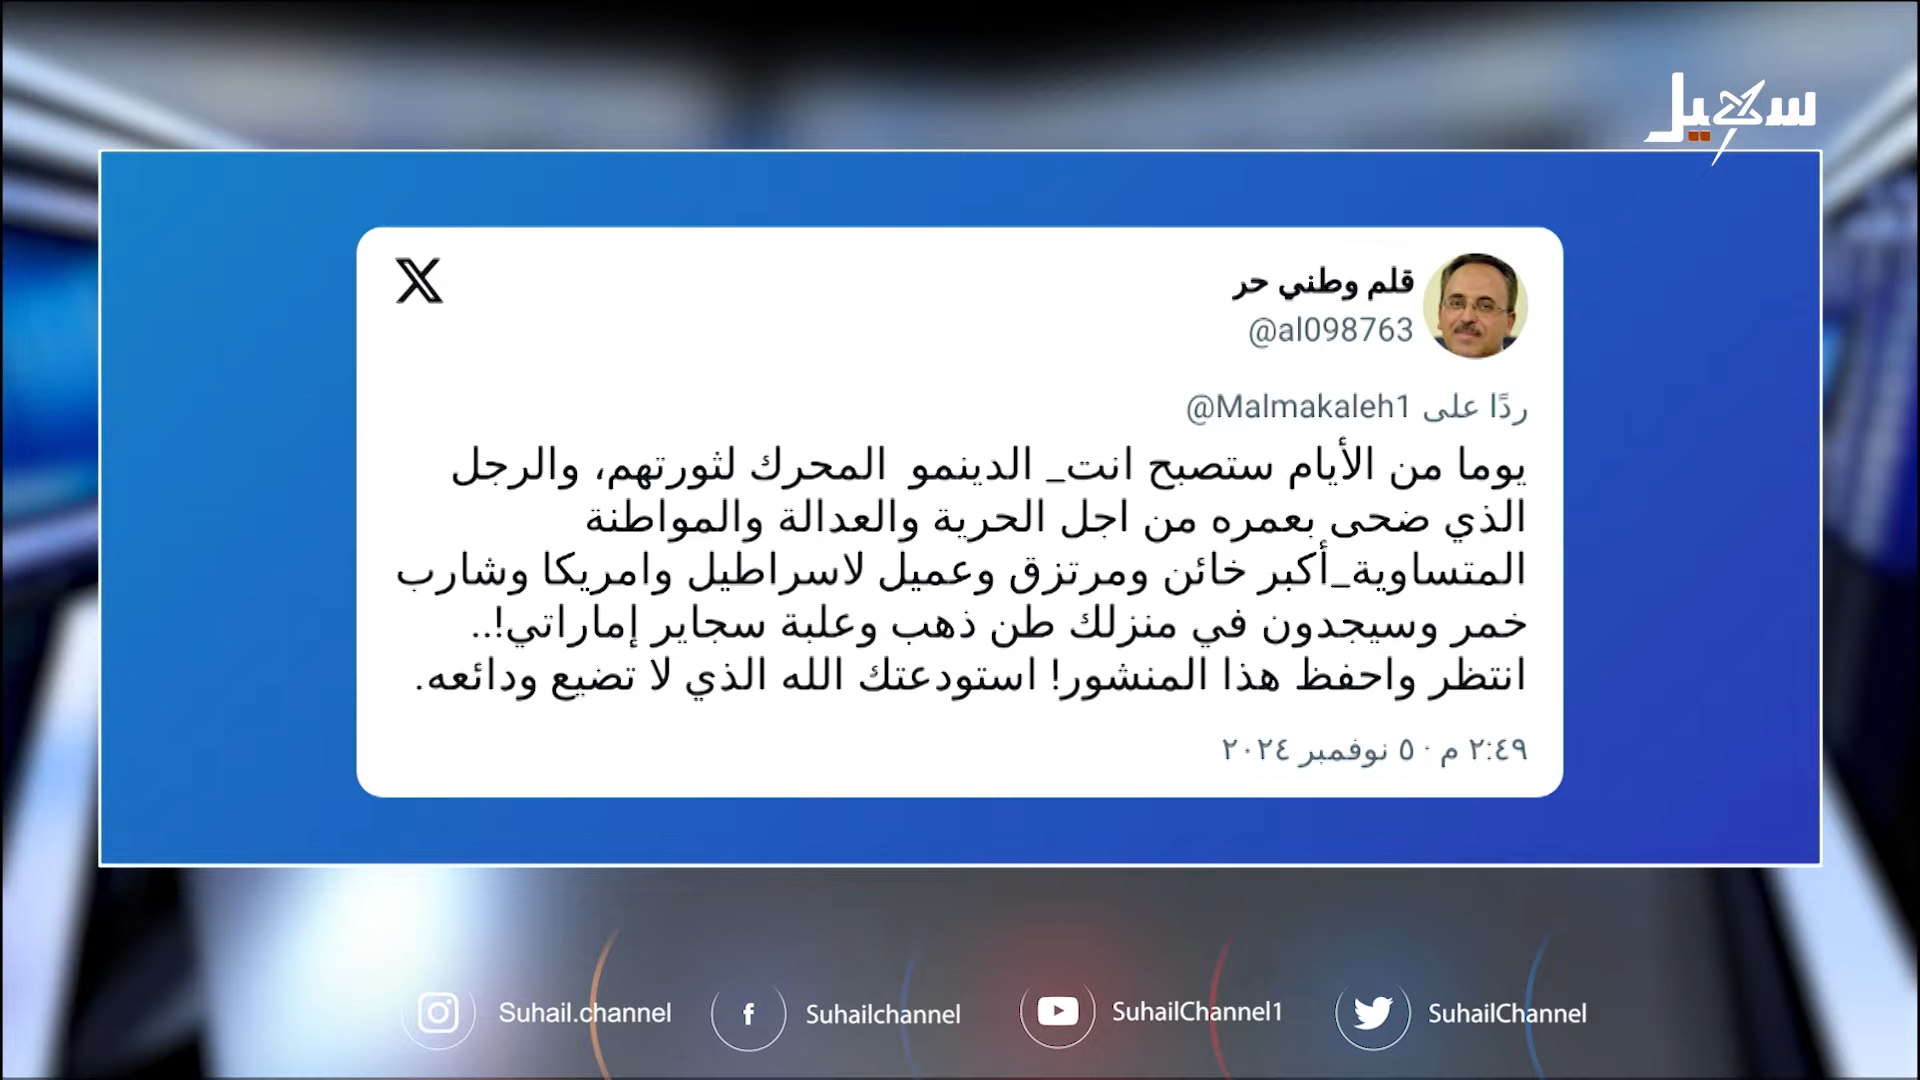 سهيل
قلم وطني حر
@al098763
ردًا على @Malmakaleh1
يوما من الأيام ستصبح انت_ الدينمو المحرك لثورتهم، والرجل
الذي ضحى بعمره من اجل الحرية والعدالة والمواطنة
المتساوية_أكبر خائن ومرتزق وعميل لاسراطيل وامريكا وشارب
خمر وسيجدون في منزلك طن ذهب وعلبة سجاير إماراتي!..
انتظر واحفظ هذا المنشور! استودعتك الله الذي لا تضيع ودائعه.
٢:٤٩ م · ٥ نوفمبر ٢٠٢٤
Suhail.channel
Suhailchannel
SuhailChannel1
SuhailChannel